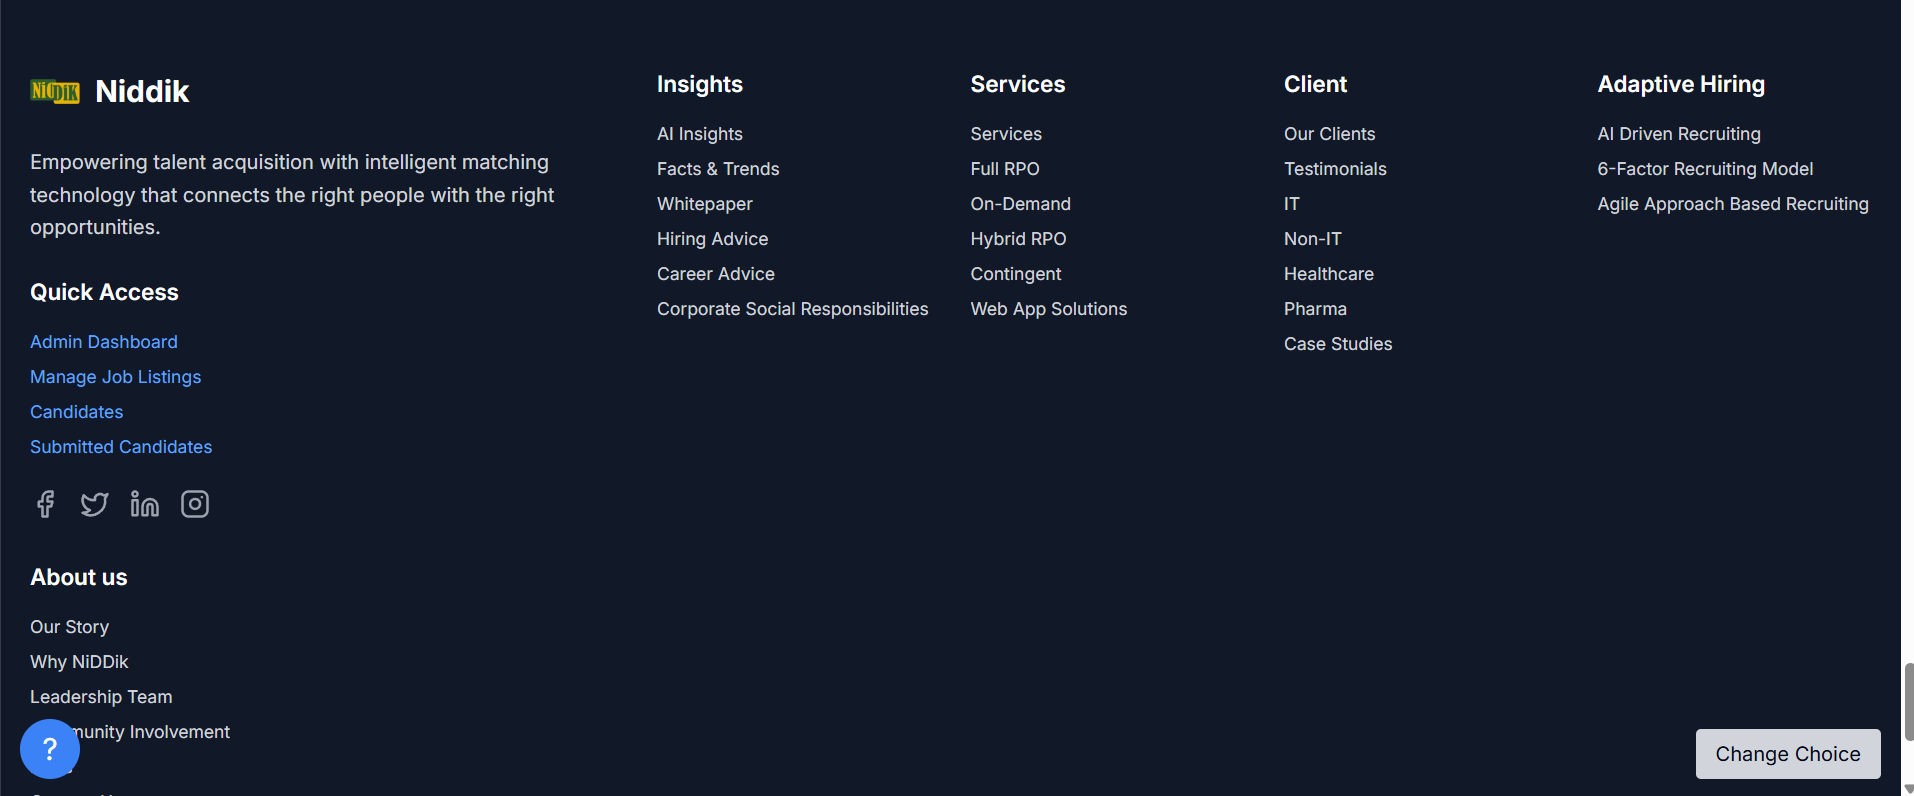 NiDDiK
Niddik
Empowering talent acquisition with intelligent matching
technology that connects the right people with the right
opportunities.
Quick Access
Admin Dashboard
Manage Job Listings
Candidates
Submitted Candidates
About us
Our Story
Why NiDDik
Leadership Team
munity Involvement
?
Insights
AI Insights
Facts & Trends
Whitepaper
Hiring Advice
Career Advice
Corporate Social Responsibilities
Services
Services
Full RPO
On-Demand
Hybrid RPO
Contingent
Web App Solutions
Client
Our Clients
Testimonials
IT
Non-IT
Healthcare
Pharma
Case Studies
Adaptive Hiring
AI Driven Recruiting
6-Factor Recruiting Model
Agile Approach Based Recruiting
Change Choice